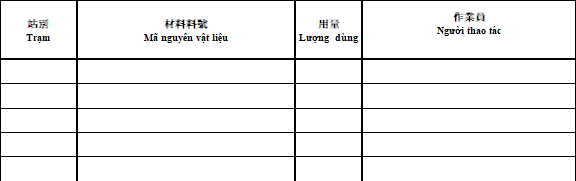 站別
Trạm
材料料號
Mã nguyên vật liệu
用量
Lượng dùng
作業員
Người thao tác